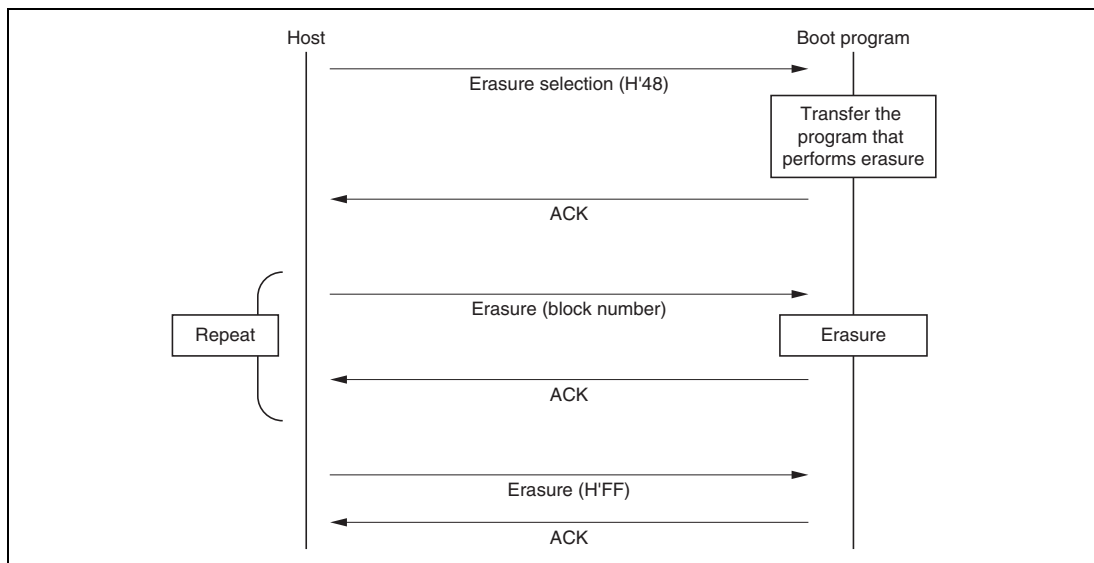 Host
Boot program
Erasure selection (H'48)
Transfer the
program that
performs erasure
ACK
Erasure (block number)
Repeat
Erasure
ACK
Erasure (H'FF)
ACK